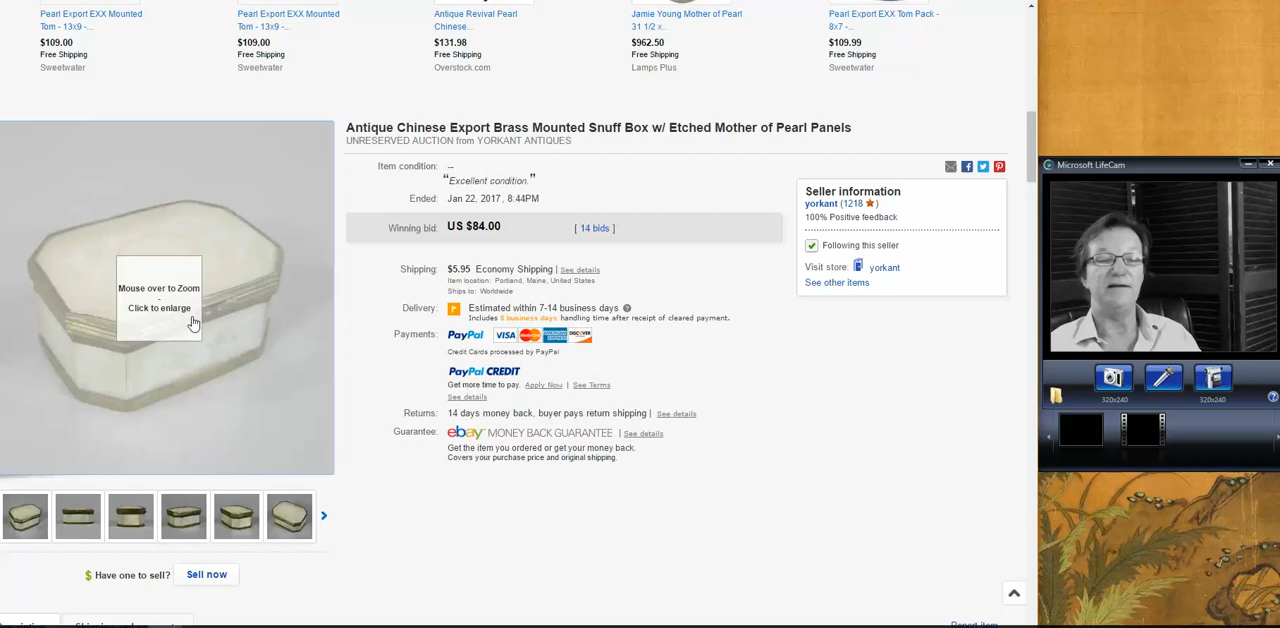 Pearl Export EXX Mounted
Tom - 13x9 -...
$109.00
Free Shipping
Sweetwater
Pearl Export EXX Mounted
Tom - 13x9 -...
$109.00
Free Shipping
Sweetwater
Antique Revival Pearl
Chinese...
$131.98
Free Shipping
Overstock.com
Jamie Young Mother of Pearl
31 1/2 x...
$962.50
Free Shipping
Lamps Plus
Pearl Export EXX Tom Pack -
8x7 -...
$109.99
Free Shipping
Sweetwater
Mouse over to Zoom
-
Click to enlarge
$ Have one to sell? Sell now
Antique Chinese Export Brass Mounted Snuff Box w/ Etched Mother of Pearl Panels
UNRESERVED AUCTION from YORKANT ANTIQUES
Item condition: --
"Excellent condition."
Ended: Jan 22, 2017 , 8:44PM
Winning bid: US $84.00 [ 14 bids ]
Shipping: $5.95 Economy Shipping | See details
Item location: Portland, Maine, United States
Ships to: Worldwide
Delivery: Estimated within 7-14 business days
Includes 5 business days handling time after receipt of cleared payment.
Payments: PayPal VISA MasterCard AMERICAN EXPRESS DISCOVER
Credit Cards processed by PayPal
PayPal CREDIT
Get more time to pay. Apply Now | See Terms
See details
Returns: 14 days money back, buyer pays return shipping | See details
Guarantee: ebay MONEY BACK GUARANTEE | See details
Get the item you ordered or get your money back.
Covers your purchase price and original shipping.
Seller information
yorkant (1218 )
100% Positive feedback
Following this seller
Visit store: yorkant
See other items
Report item
Microsoft LifeCam
320x240
320x240